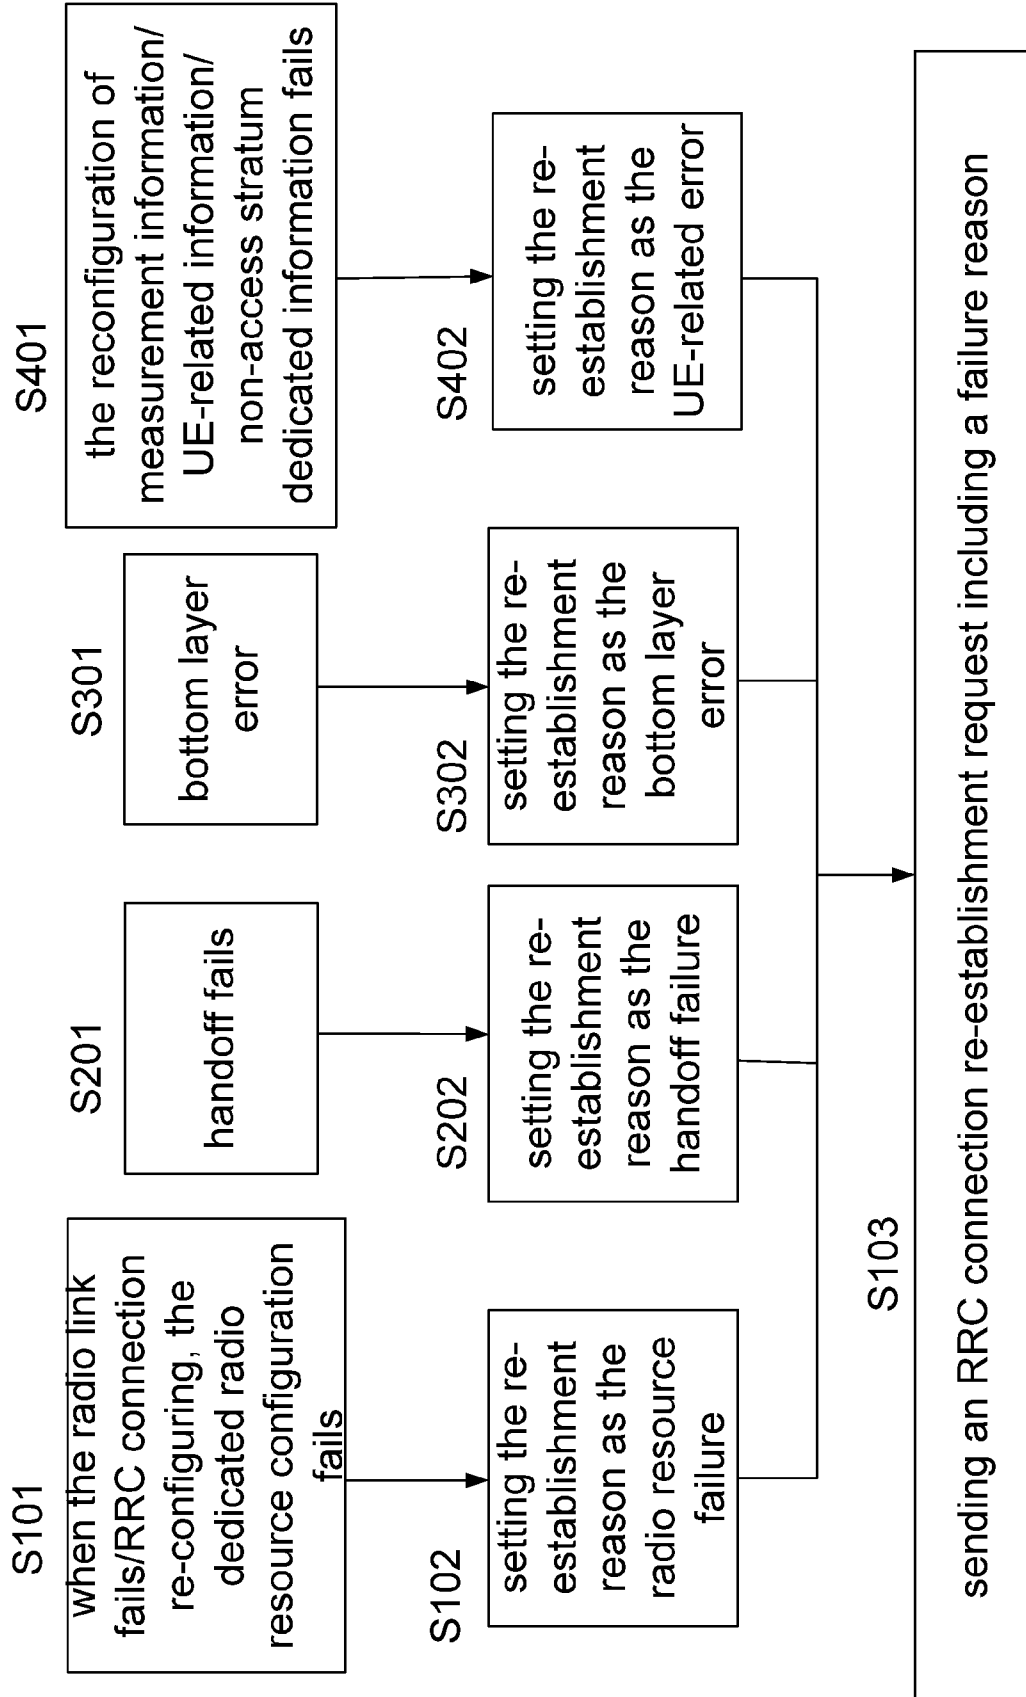 S101
when the radio link
fails/RRC connection
re-configuring, the
dedicated radio
resource configuration
fails
S201
handoff fails
S301
bottom layer
error
S401
the reconfiguration of
measurement information/
UE-related information/
non-access stratum
dedicated information fails
S102
setting the re-
establishment
reason as the
radio resource
failure
S202
setting the re-
establishment
reason as the
handoff failure
S302
setting the re-
establishment
reason as the
bottom layer
error
S402
setting the re-
establishment
reason as the
UE-related error
S103
sending an RRC connection re-establishment request including a failure reason